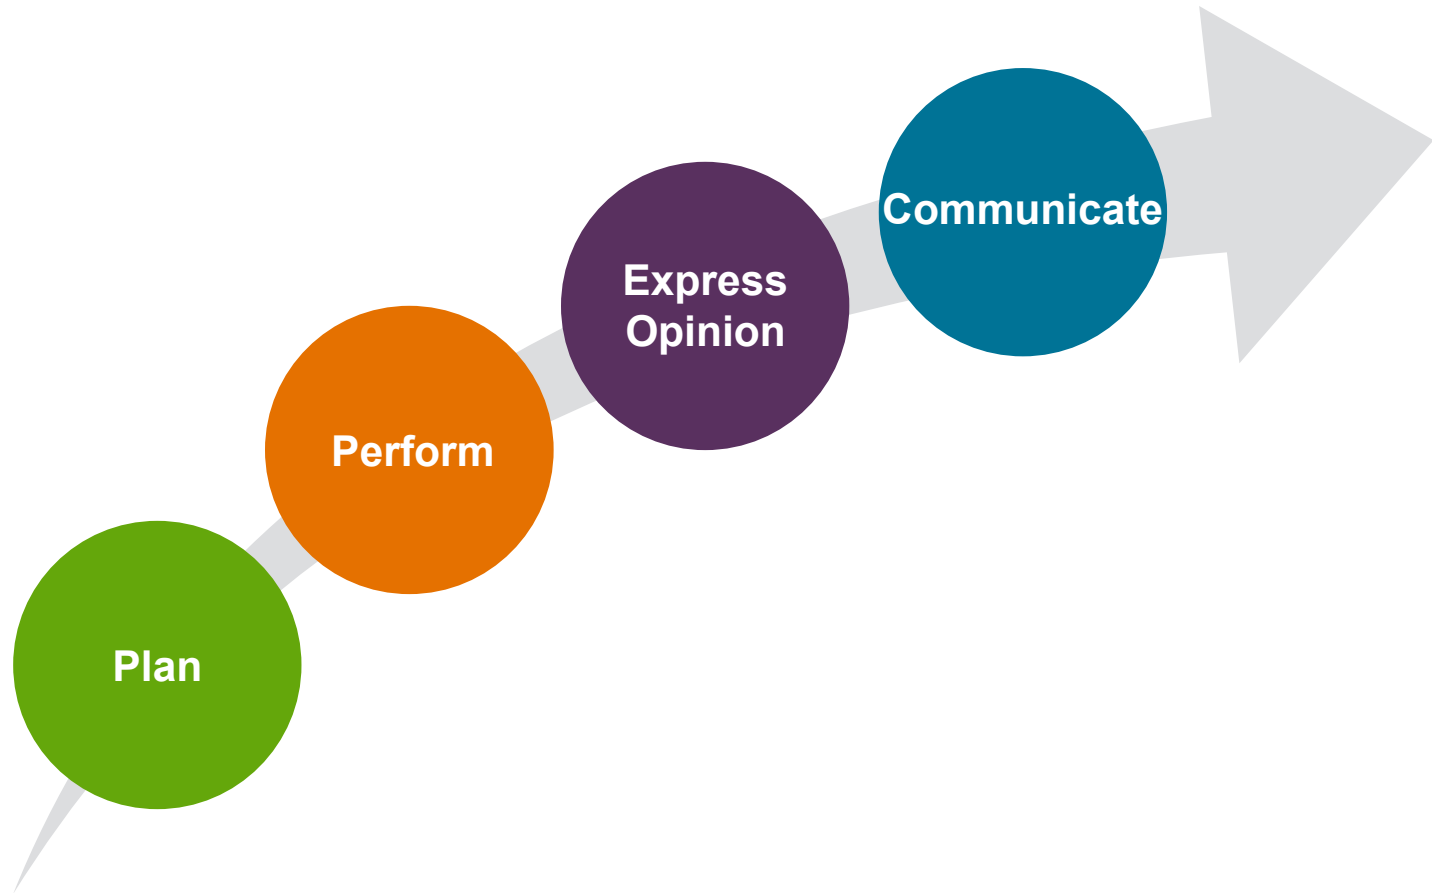 Communicate
Express
Opinion
Perform
Plan